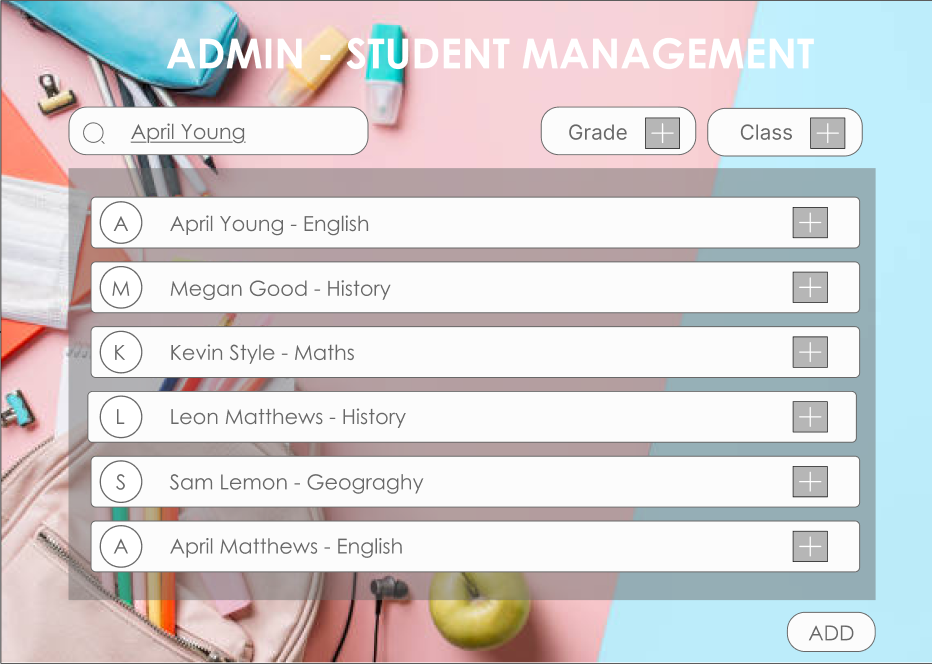 ADMIN - STUDENT MANAGEMENT
April Young
Grade
Class
A April Young - English
M Megan Good - History
K Kevin Style - Maths
L Leon Matthews - History
S Sam Lemon - Geograghy
A April Matthews - English
ADD